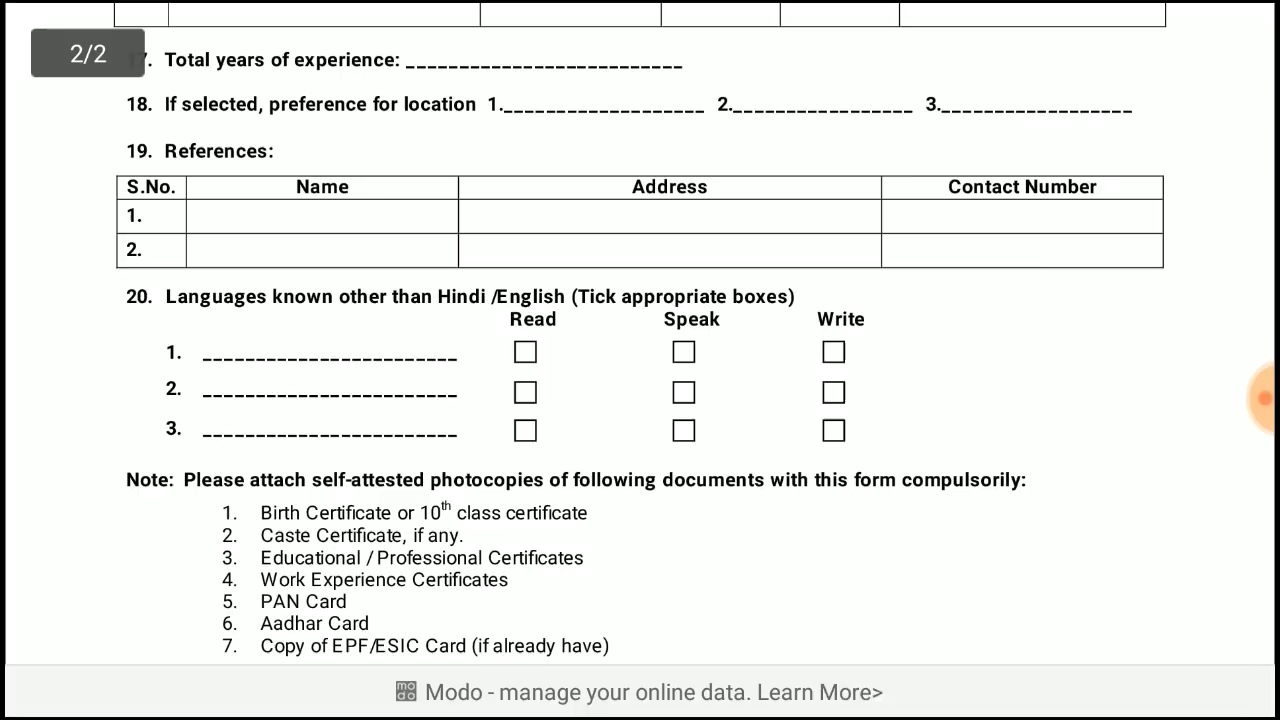 2/2
7. Total years of experience: __________________________
18. If selected, preference for location 1.___________________ 2._________________ 3.__________________
19. References:
S.No. Name Address Contact Number
1.
2.
20. Languages known other than Hindi /English (Tick appropriate boxes)
Read Speak Write
1. ________________________ ☐ ☐ ☐
2. ________________________ ☐ ☐ ☐
3. ________________________ ☐ ☐ ☐
Note: Please attach self-attested photocopies of following documents with this form compulsorily:
1. Birth Certificate or 10th class certificate
2. Caste Certificate, if any.
3. Educational / Professional Certificates
4. Work Experience Certificates
5. PAN Card
6. Aadhar Card
7. Copy of EPF/ESIC Card (if already have)
modo Modo - manage your online data. Learn More>